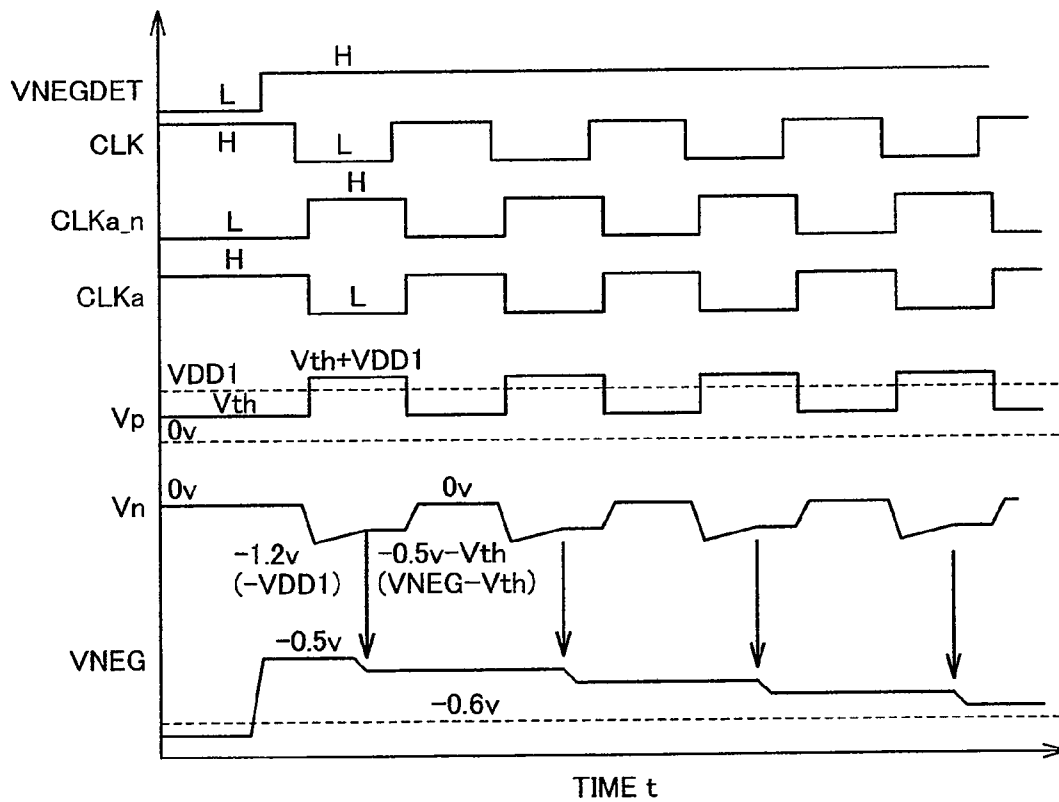 H
VNEGDET
L
CLK
H
L
H
CLKa_n
L
H
CLKa
L
Vth+VDD1
VDD1
Vth
Vp
0v
0v
0v
Vn
-1.2v
(-VDD1)
-0.5v-Vth
(VNEG-Vth)
-0.5v
VNEG
-0.6v
TIME t